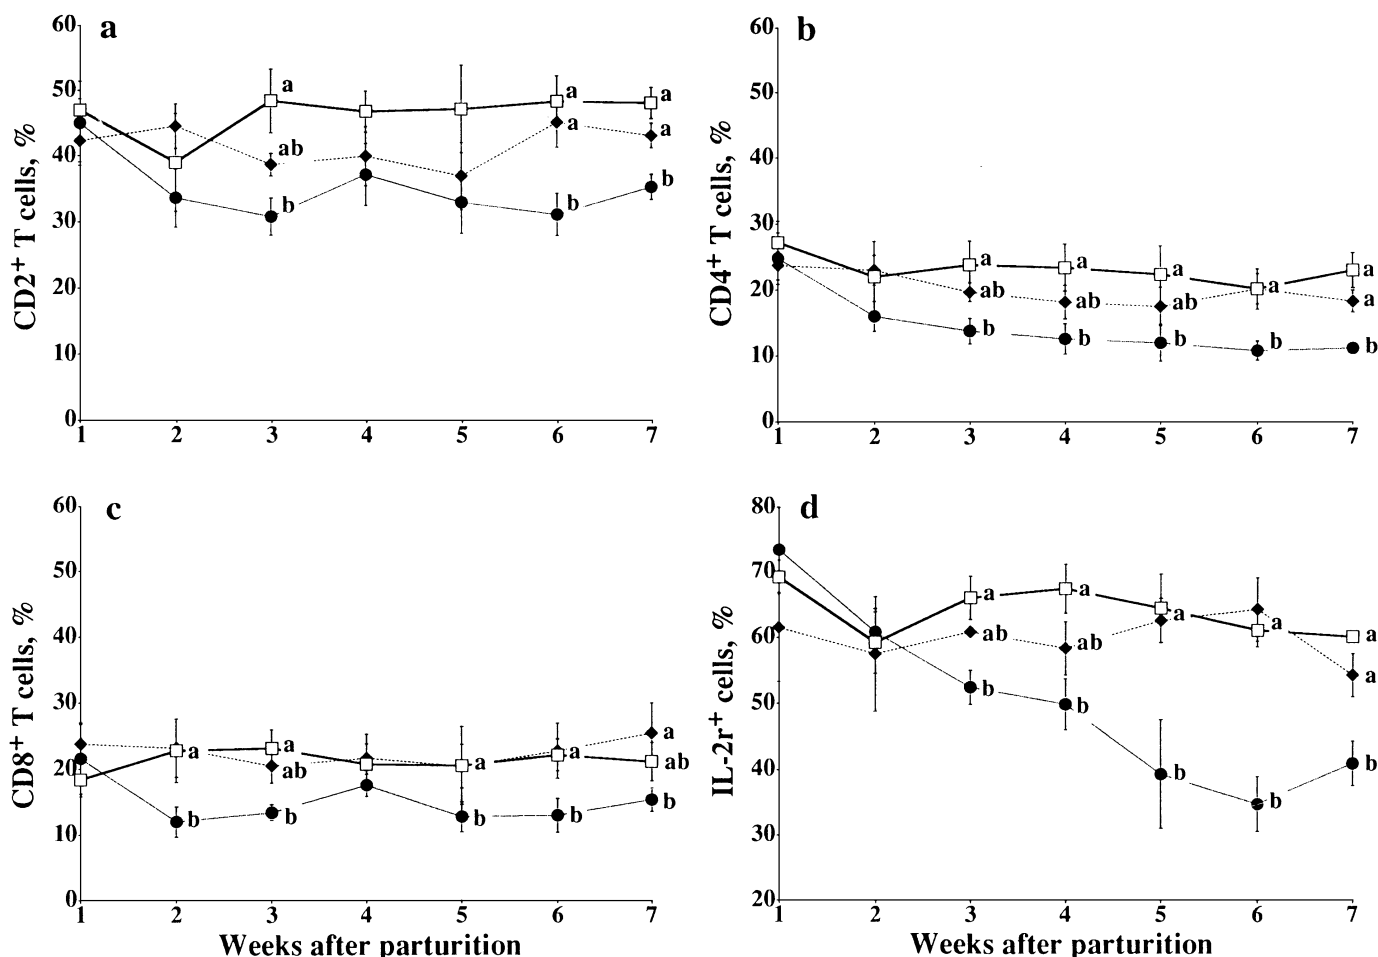 a
CD2+ T cells, %
60
50
40
30
20
10
0
a
a
a
ab
a
a
b
b
b
1 2 3 4 5 6 7
b
CD4+ T cells, %
60
50
40
30
20
10
0
a
a
a
a
ab
ab
ab
a
b
b
b
b
b
1 2 3 4 5 6 7
c
CD8+ T cells, %
60
50
40
30
20
10
0
a
a
ab
a
a
a
ab
b
b
b
b
b
1 2 3 4 5 6 7
Weeks after parturition
d
IL-2r+ cells, %
80
70
60
50
40
30
20
a
a
ab
ab
a
a
a
a
b
b
b
b
b
1 2 3 4 5 6 7
Weeks after parturition